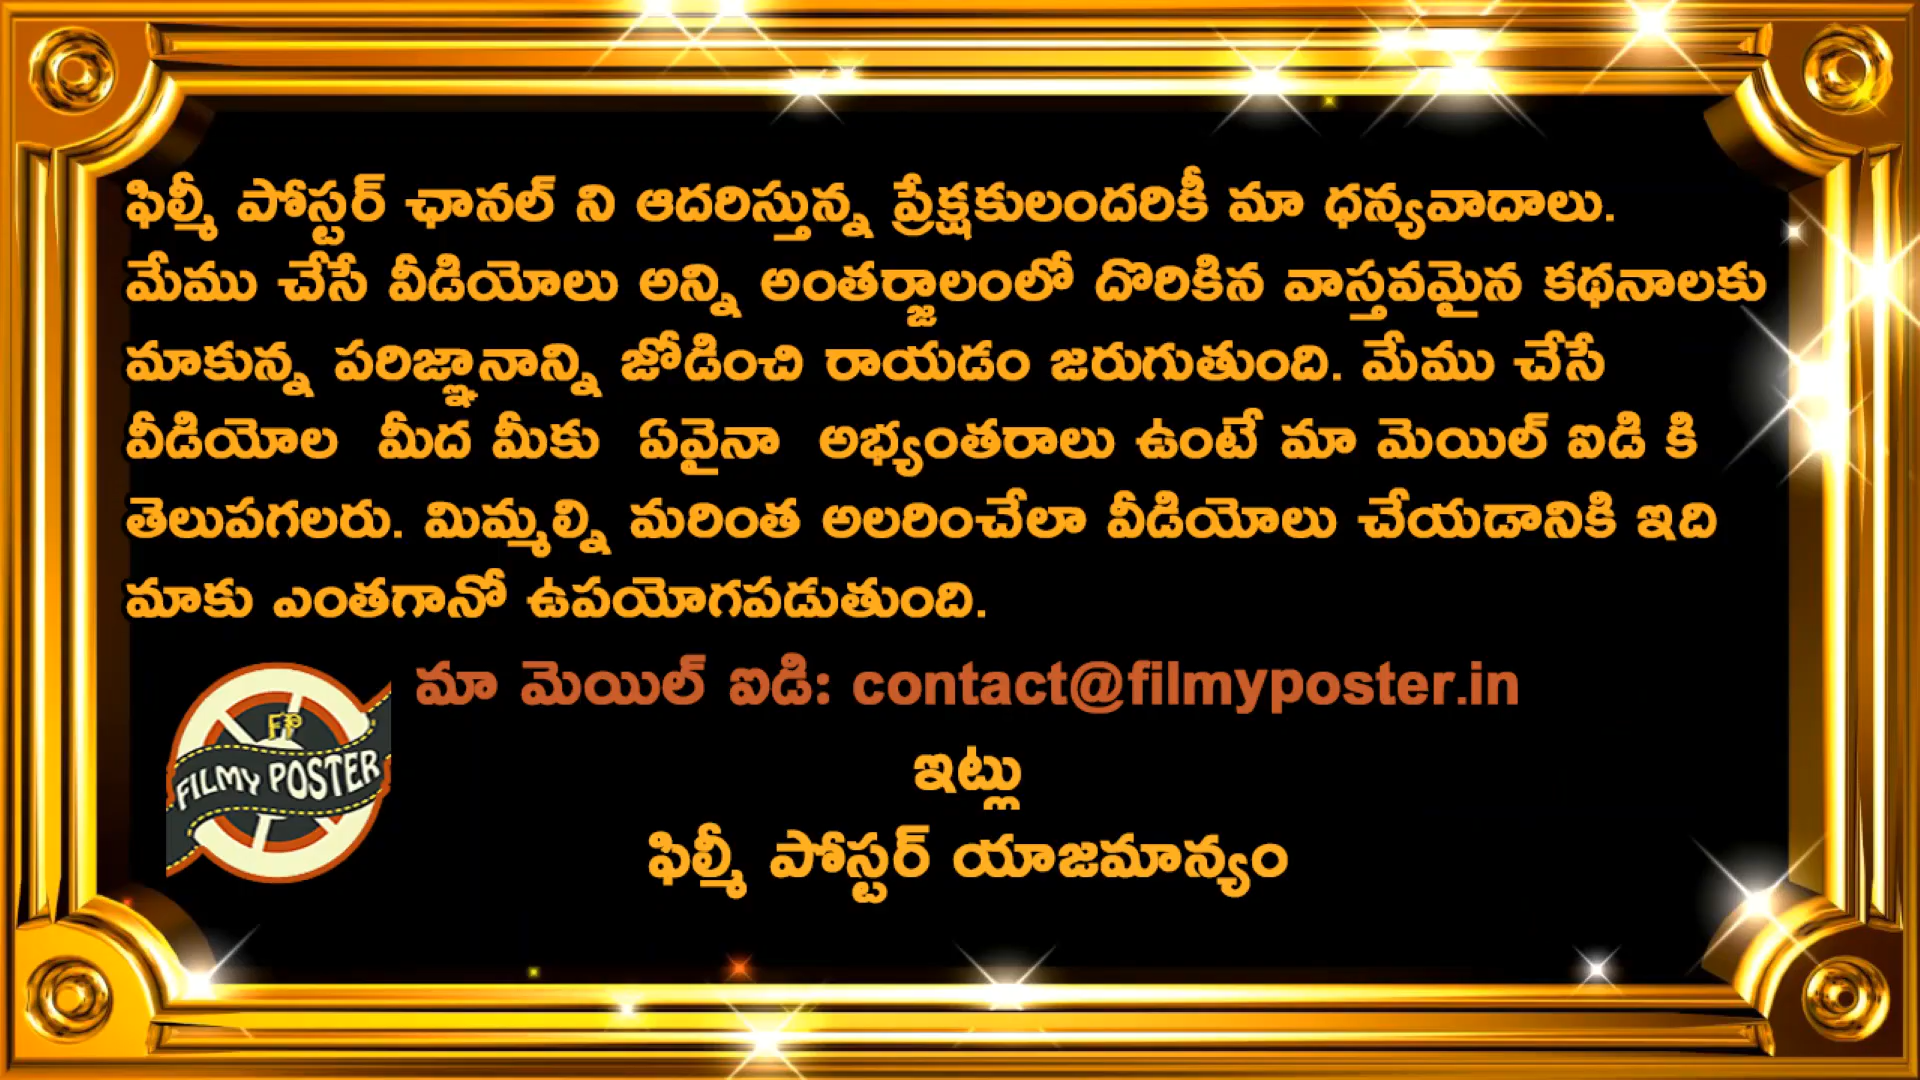 ఫిల్మీ పోస్టర్ ఛానల్ ని ఆదరిస్తున్న ప్రేక్షకులందరికీ మా ధన్యవాదాలు.
మేము చేసే వీడియోలు అన్ని అంతర్జాలంలో దొరికిన వాస్తవమైన కథనాలకు
మాకున్న పరిజ్ఞానాన్ని జోడించి రాయడం జరుగుతుంది. మేము చేసే
వీడియోల మీద మీకు ఏవైనా అభ్యంతరాలు ఉంటే మా మెయిల్ ఐడి కి
తెలుపగలరు. మిమ్మల్ని మరింత అలరించేలా వీడియోలు చేయడానికి ఇది
మాకు ఎంతగానో ఉపయోగపడుతుంది.
మా మెయిల్ ఐడి: contact@filmyposter.in
FP
FILMY POSTER
ఇట్లు
ఫిల్మీ పోస్టర్ యాజమాన్యం